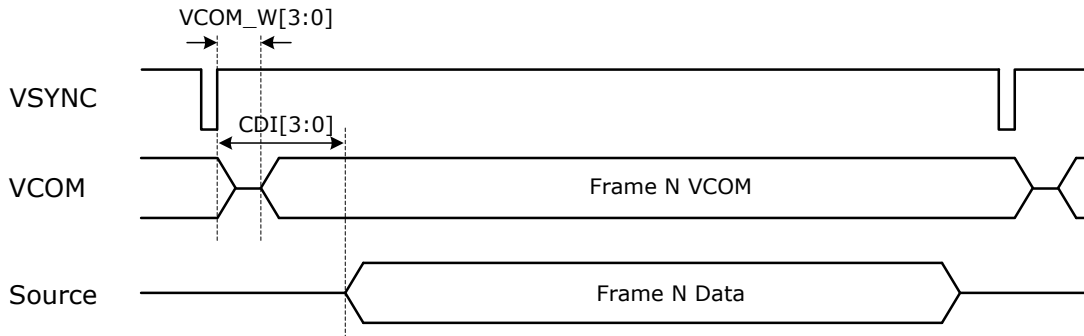 VCOM_W[3:0]
VSYNC
CDI[3:0]
VCOM
Frame N VCOM
Source
Frame N Data